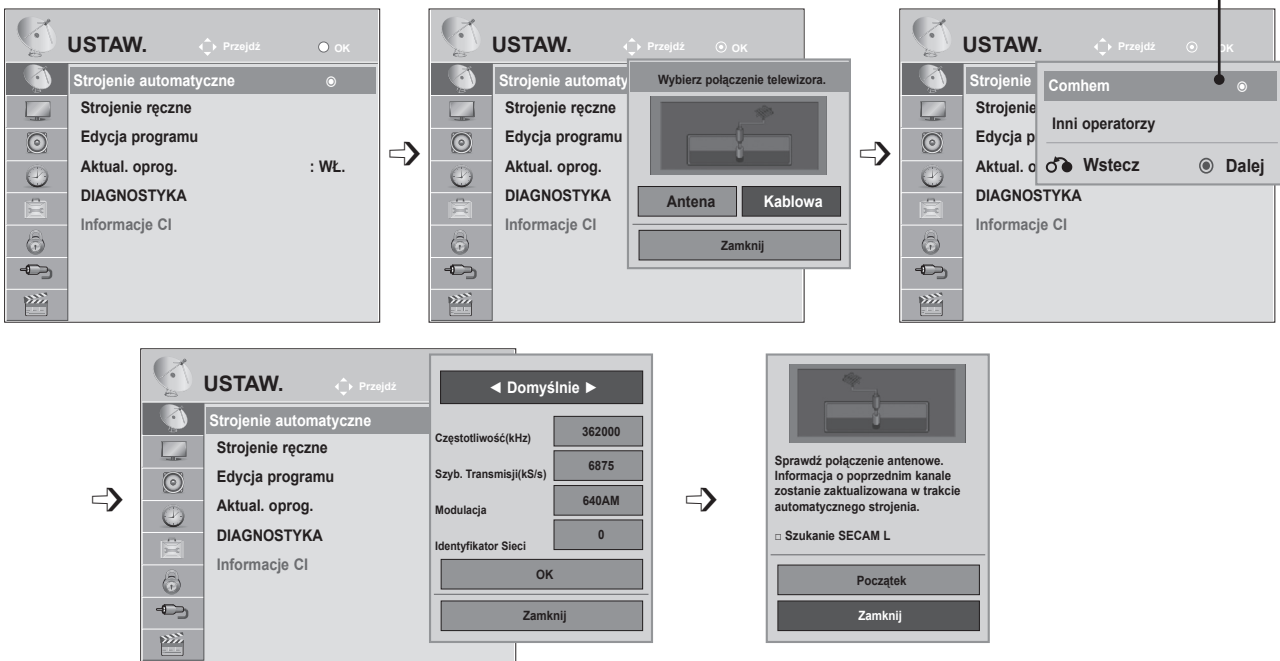 USTAW. Przejdź OK
Strojenie automatyczne
Strojenie ręczne
Edycja programu
Aktual. oprog. : WŁ.
DIAGNOSTYKA
Informacje CI
USTAW. Przejdź OK
Strojenie automaty
Strojenie ręczne
Edycja programu
Aktual. oprog.
DIAGNOSTYKA
Informacje CI
Wybierz połączenie telewizora.
Antena Kablowa
Zamknij
USTAW. Przejdź OK
Strojenie
Strojenie
Edycja p
Aktual. o
DIAGNOSTYKA
Informacje CI
Comhem
Inni operatorzy
Wstecz Dalej
USTAW. Przejdź
Strojenie automatyczne
Strojenie ręczne
Edycja programu
Aktual. oprog.
DIAGNOSTYKA
Informacje CI
◄ Domyślnie ►
Częstotliwość(kHz) 362000
Szyb. Transmisji(kS/s) 6875
Modulacja 640AM
Identyfikator Sieci 0
OK
Zamknij
Sprawdź połączenie antenowe.
Informacja o poprzednim kanale
zostanie zaktualizowana w trakcie
automatycznego strojenia.
□ Szukanie SECAM L
Początek
Zamknij